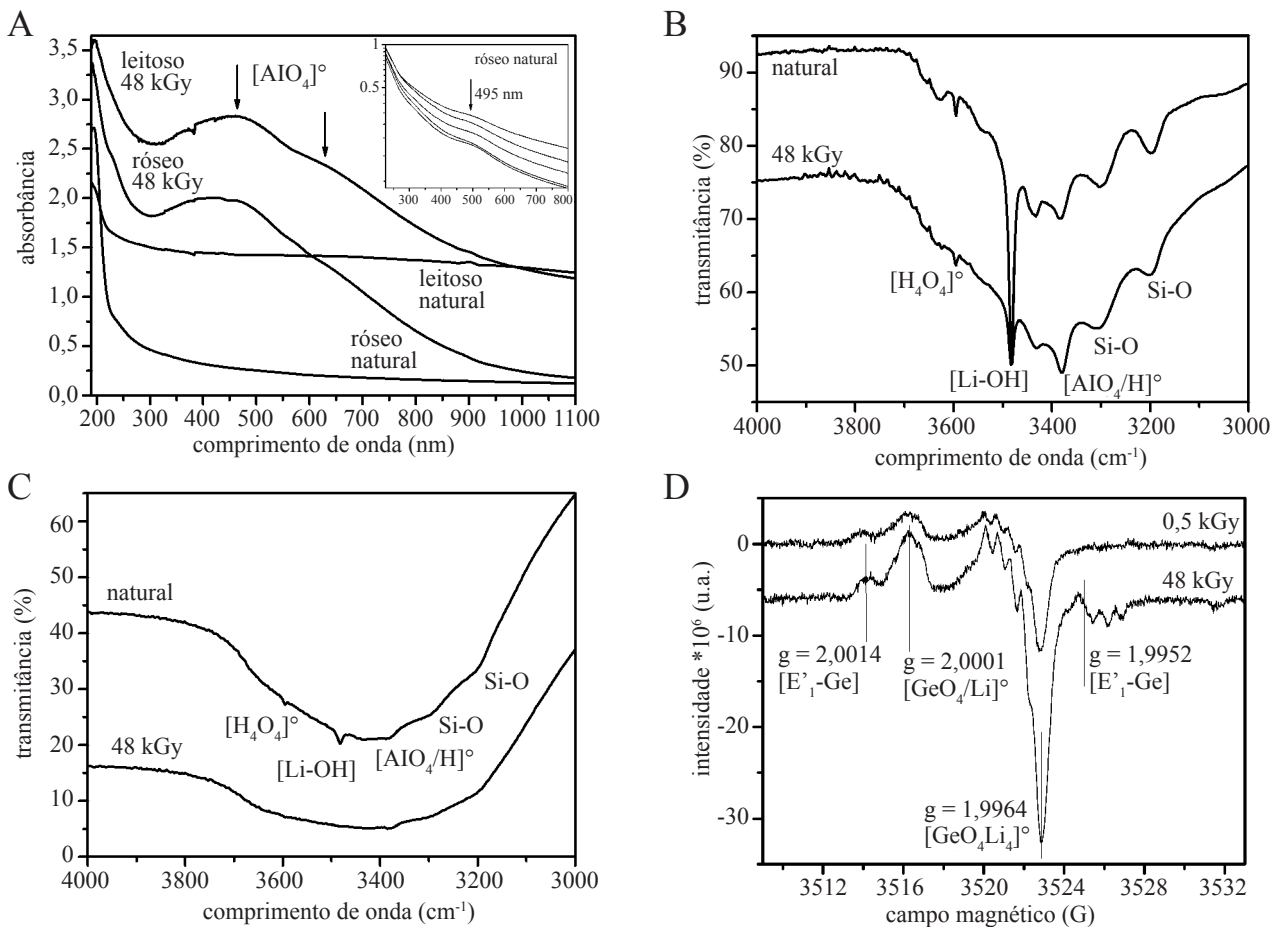 A
absorbância
3,5
3,0
2,5
2,0
1,5
1,0
0,5
0,0
leitoso
48 kGy
[AlO₄]°
róseo
48 kGy
leitoso
natural
róseo
natural
1
0.5
róseo natural
495 nm
300 400 500 600 700 800
200 300 400 500 600 700 800 900 1000 1100
comprimento de onda (nm)
B
transmitância (%)
90
80
70
60
50
natural
48 kGy
[H₄O₄]°
[Li-OH]
[AlO₄/H]°
Si-O
Si-O
4000 3800 3600 3400 3200 3000
comprimento de onda (cm⁻¹)
C
transmitância (%)
60
50
40
30
20
10
0
natural
48 kGy
[H₄O₄]°
[Li-OH]
[AlO₄/H]°
Si-O
Si-O
4000 3800 3600 3400 3200 3000
comprimento de onda (cm⁻¹)
D
intensidade *10⁶ (u.a.)
0
-10
-20
-30
0,5 kGy
48 kGy
g = 2,0014
[E’₁-Ge]
g = 2,0001
[GeO₄/Li]°
g = 1,9952
[E’₁-Ge]
g = 1,9964
[GeO₄Li₄]°
3512 3516 3520 3524 3528 3532
campo magnético (G)